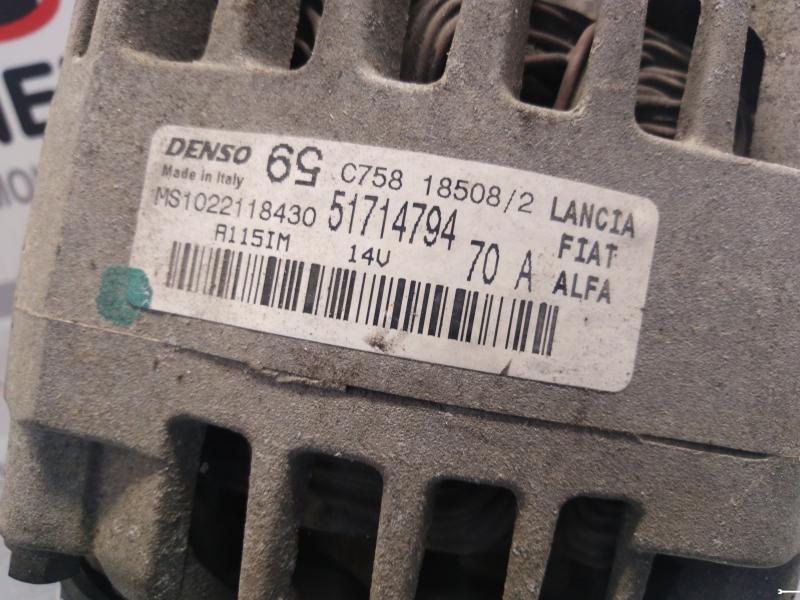 DENSO 59 C758 18508/2 LANCIA
Made in Italy
MS1022118430 51714794 FIAT
A115IM 14V 70 A ALFA